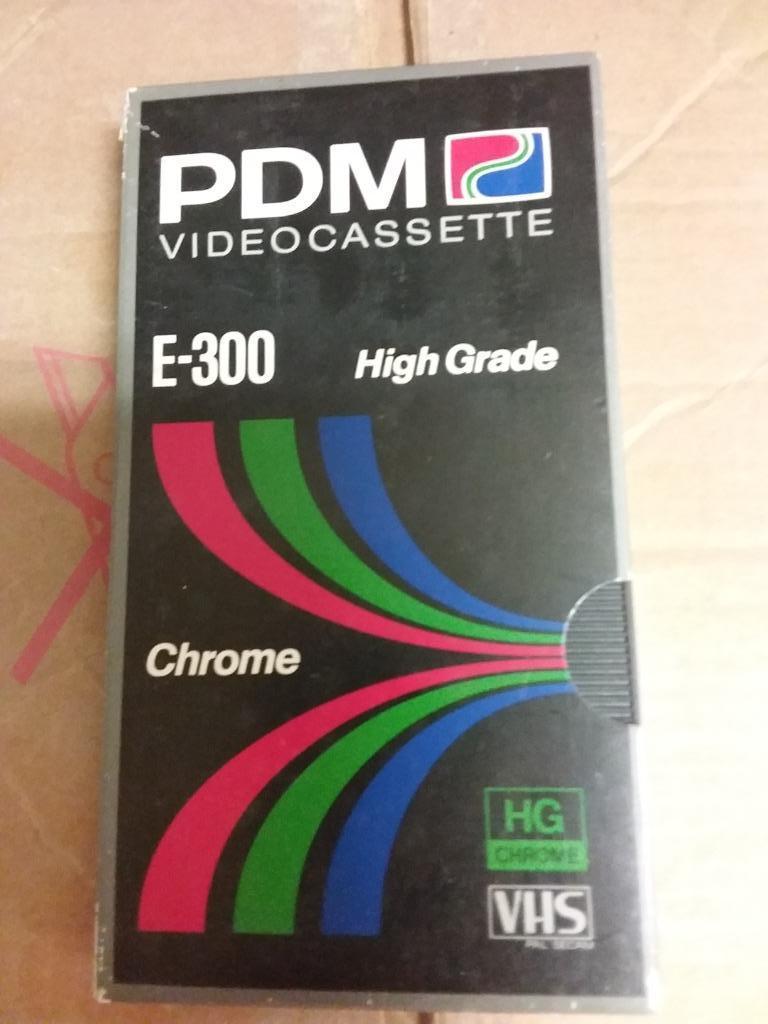 PDM
VIDEOCASSETTE
E-300 High Grade
Chrome
HG
CHROME
VHS
PAL SECAM